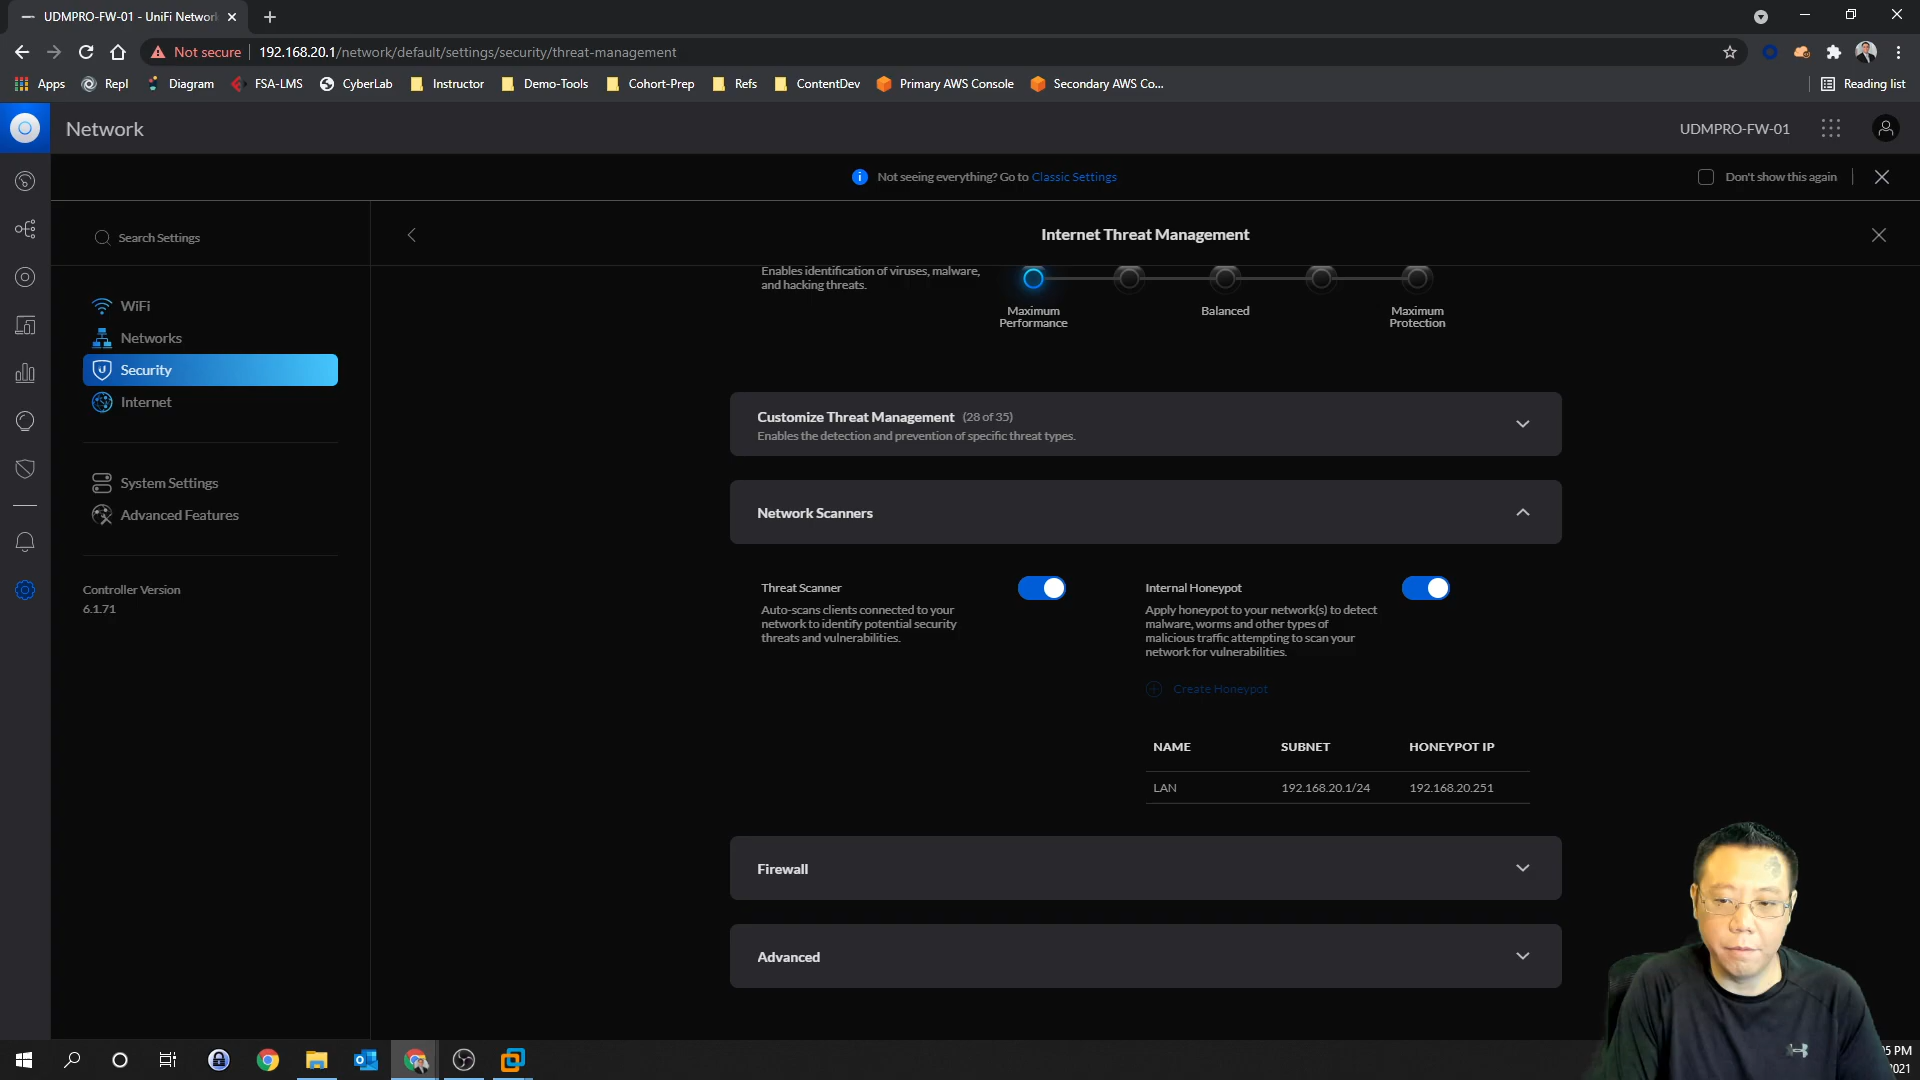 UDMPRO-FW-01 - UniFi Network
Not secure
192.168.20.1/network/default/settings/security/threat-management
Apps
Repl
Diagram
FSA-LMS
CyberLab
Instructor
Demo-Tools
Cohort-Prep
Refs
ContentDev
Primary AWS Console
Secondary AWS Co...
Reading list
Network
UDMPRO-FW-01
Not seeing everything? Go to Classic Settings
Don't show this again
Search Settings
Internet Threat Management
WiFi
Networks
Security
Internet
System Settings
Advanced Features
Controller Version
6.1.71
Enables identification of viruses, malware,
and hacking threats.
Maximum
Performance
Balanced
Maximum
Protection
Customize Threat Management (28 of 35)
Enables the detection and prevention of specific threat types.
Network Scanners
Threat Scanner
Auto-scans clients connected to your
network to identify potential security
threats and vulnerabilities.
Internal Honeypot
Apply honeypot to your network(s) to detect
malware, worms and other types of
malicious traffic attempting to scan your
network for vulnerabilities.
Create Honeypot
NAME SUBNET HONEYPOT IP
LAN 192.168.20.1/24 192.168.20.251
Firewall
Advanced
PM